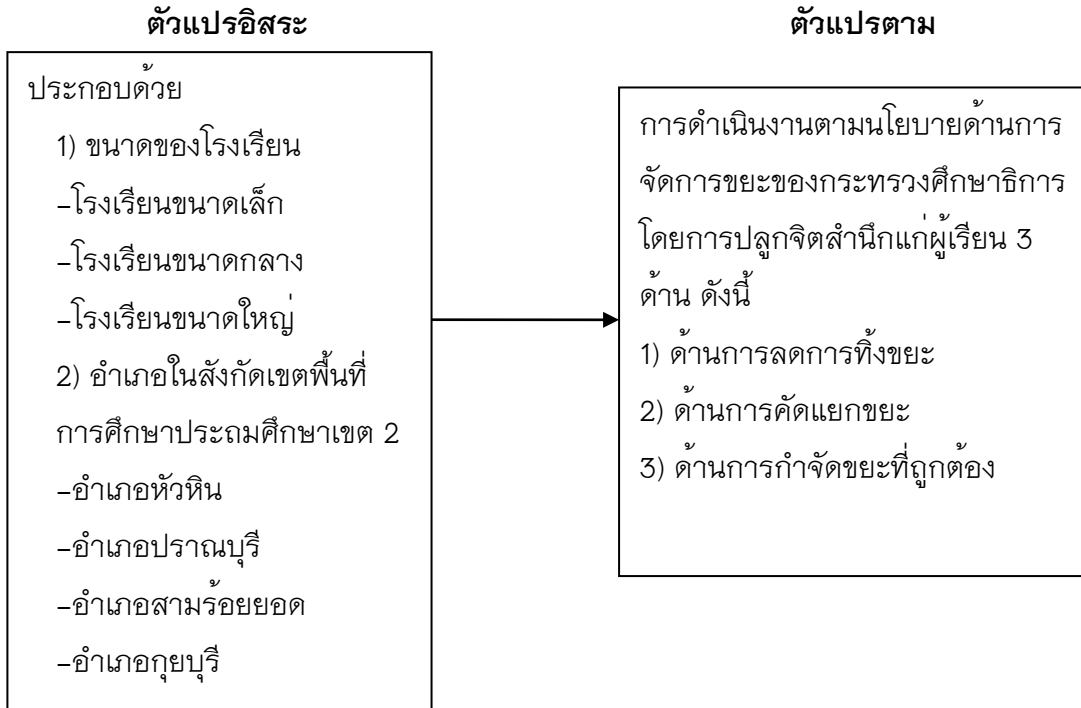 ตัวแปรอิสระ
ประกอบด้วย
1) ขนาดของโรงเรียน
-โรงเรียนขนาดเล็ก
-โรงเรียนขนาดกลาง
-โรงเรียนขนาดใหญ่
2) อำเภอในสังกัดเขตพื้นที่
การศึกษาประถมศึกษาเขต 2
-อำเภอหัวหิน
-อำเภอปราณบุรี
-อำเภอสามร้อยยอด
-อำเภอกุยบุรี
ตัวแปรตาม
การดำเนินงานตามนโยบายด้านการ
จัดการขยะของกระทรวงศึกษาธิการ
โดยการปลูกจิตสำนึกแก่ผู้เรียน 3
ด้าน ดังนี้
1) ด้านการลดการทิ้งขยะ
2) ด้านการคัดแยกขยะ
3) ด้านการกำจัดขยะที่ถูกต้อง